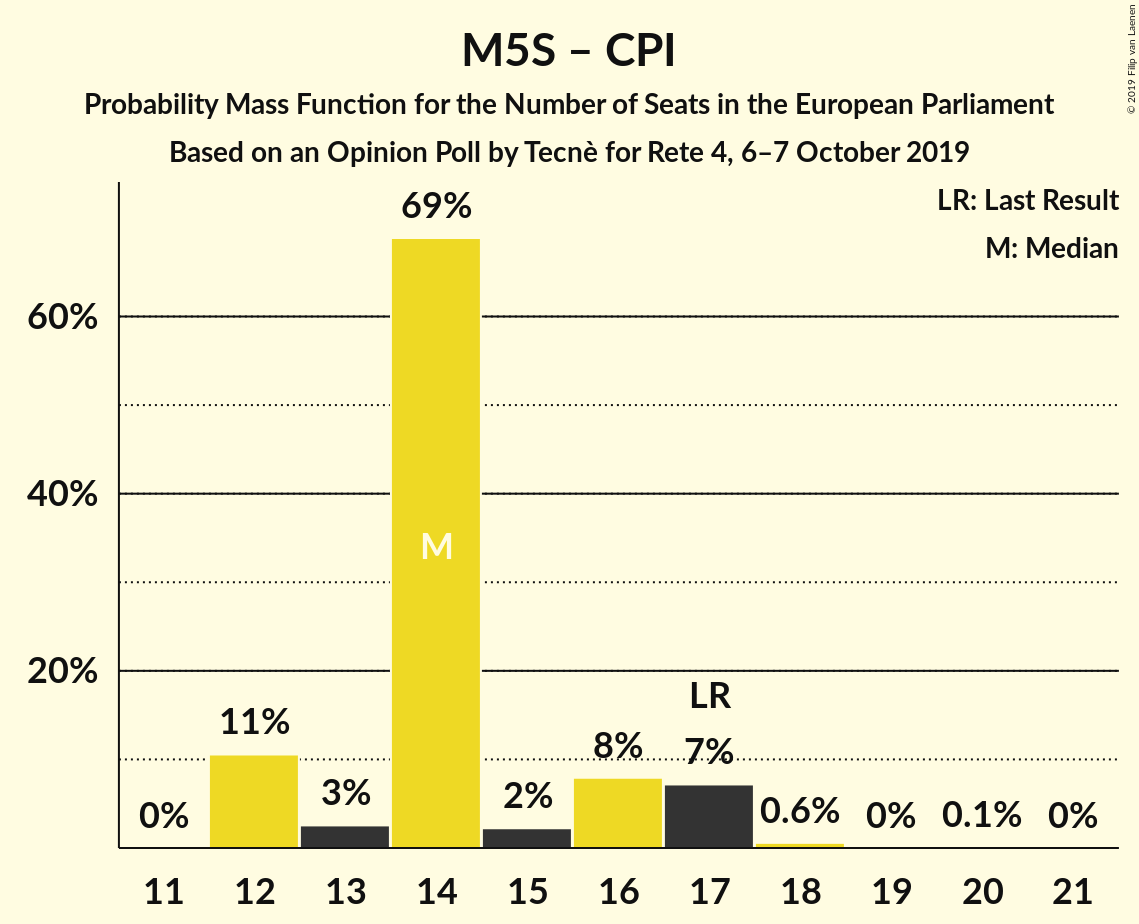 M5S – CPI
Probability Mass Function for the Number of Seats in the European Parliament
Based on an Opinion Poll by Tecnè for Rete 4, 6–7 October 2019
© 2019 Filip van Laenen
LR: Last Result
M: Median
69%
60%
40%
M
20%
LR
11%
8%
7%
3%
2%
0%
0.6%
0%
0.1%
0%
11 12 13 14 15 16 17 18 19 20 21